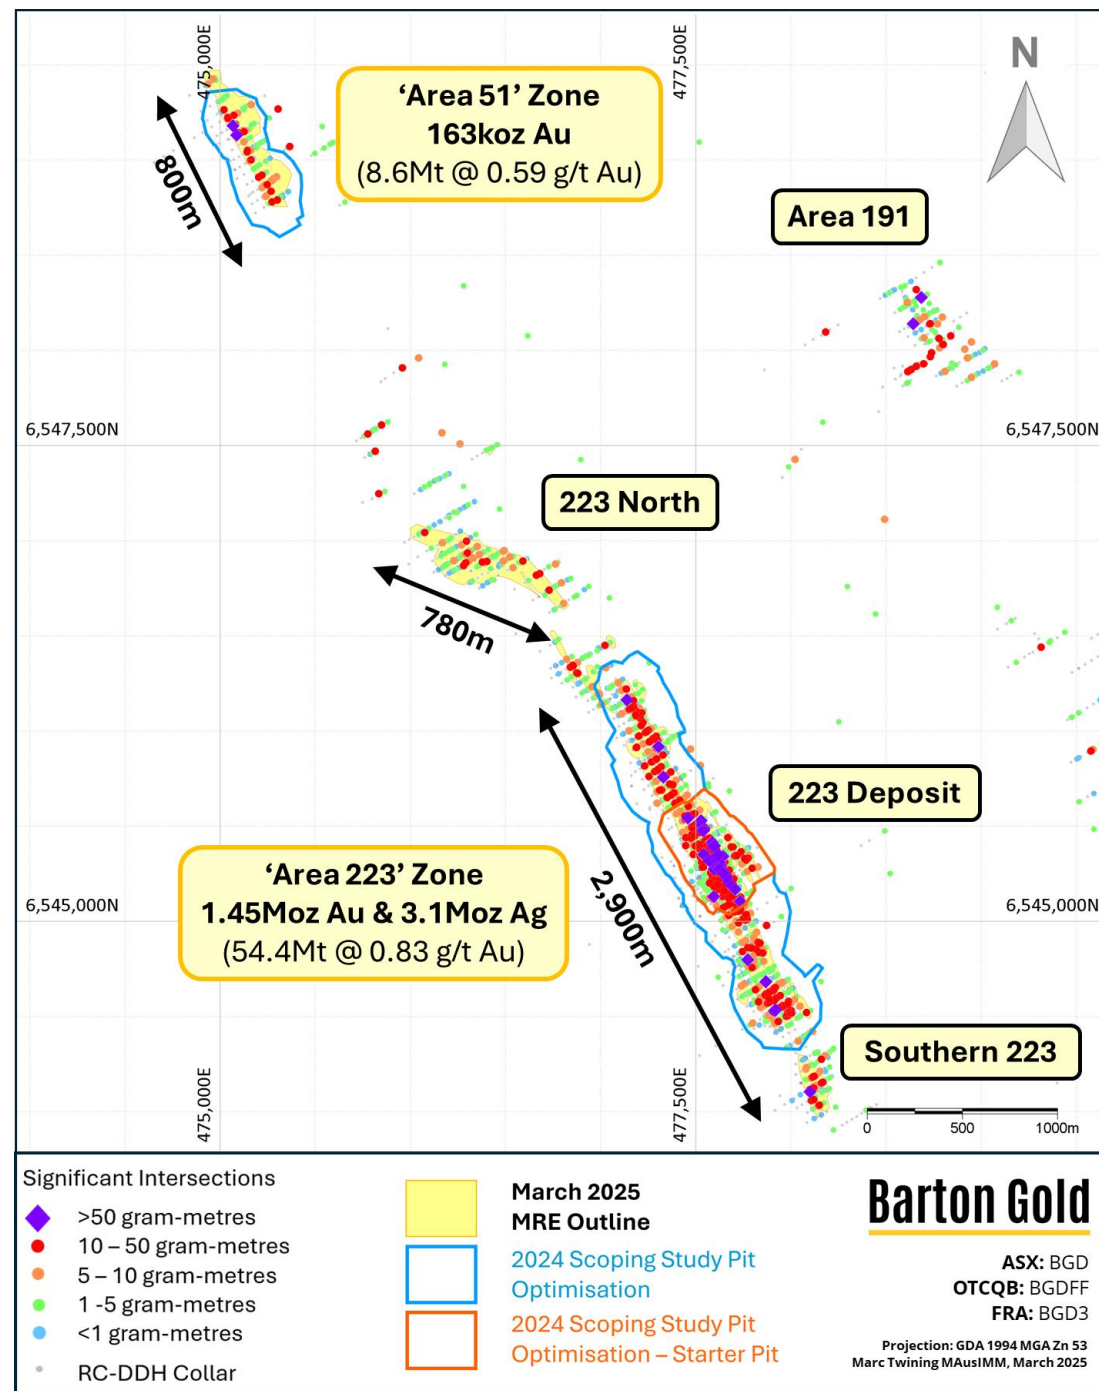 475,000E
477,500E
N
‘Area 51’ Zone
163koz Au
(8.6Mt @ 0.59 g/t Au)
800m
Area 191
6,547,500N
6,547,500N
223 North
780m
223 Deposit
‘Area 223’ Zone
1.45Moz Au & 3.1Moz Ag
(54.4Mt @ 0.83 g/t Au)
2,900m
6,545,000N
6,545,000N
Southern 223
475,000E
477,500E
0 500 1000m
Significant Intersections
>50 gram-metres
10 – 50 gram-metres
5 – 10 gram-metres
1 -5 gram-metres
<1 gram-metres
RC-DDH Collar
March 2025
MRE Outline
2024 Scoping Study Pit
Optimisation
2024 Scoping Study Pit
Optimisation – Starter Pit
Barton Gold
ASX: BGD
OTCQB: BGDFF
FRA: BGD3
Projection: GDA 1994 MGA Zn 53
Marc Twining MAusIMM, March 2025